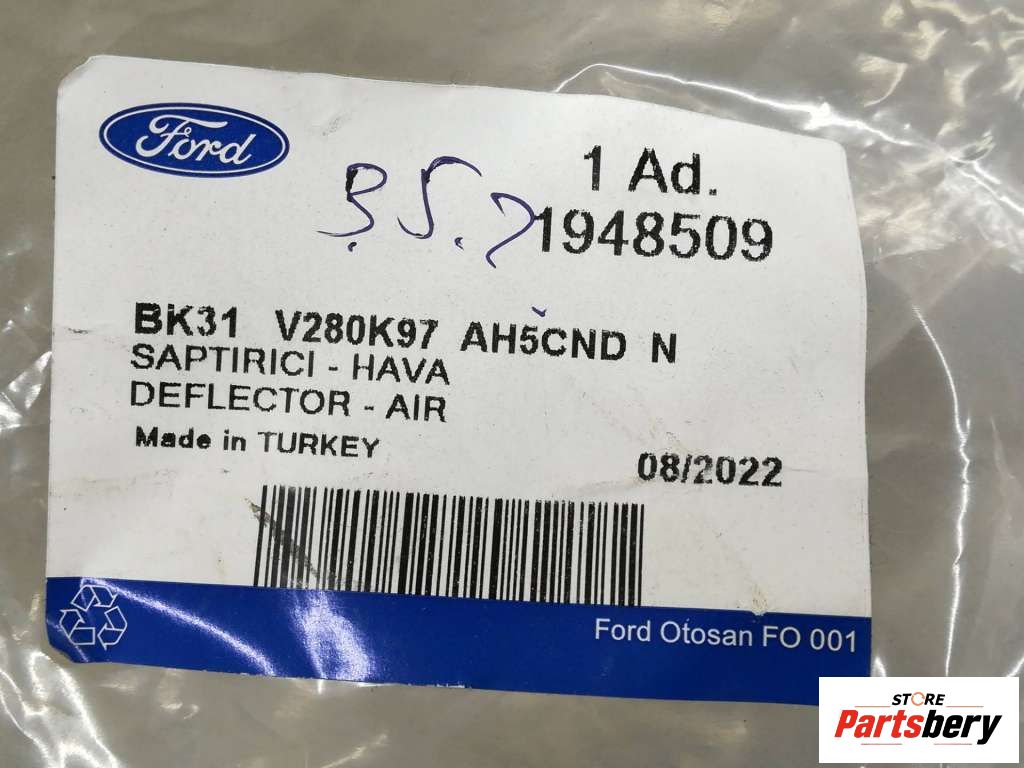 Ford
1 Ad.
1948509
BK31 V280K97 AH5CND N
SAPTIRICI - HAVA
DEFLECTOR - AIR
Made in TURKEY
08/2022
Ford Otosan FO 001
STORE
Partsbery